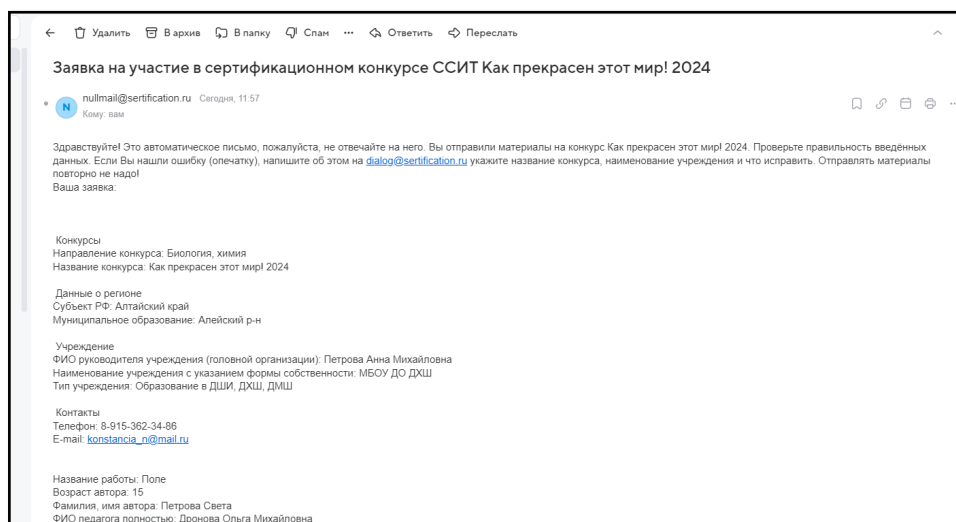 Удалить В архив В папку Спам ··· Ответить Переслать
Заявка на участие в сертификационном конкурсе ССИТ Как прекрасен этот мир! 2024
N nullmail@sertification.ru Сегодня, 11:57
Кому: вам
Здравствуйте! Это автоматическое письмо, пожалуйста, не отвечайте на него. Вы отправили материалы на конкурс Как прекрасен этот мир! 2024. Проверьте правильность введённых
данных. Если Вы нашли ошибку (опечатку), напишите об этом на dialog@sertification.ru укажите название конкурса, наименование учреждения и что исправить. Отправлять материалы
повторно не надо!
Ваша заявка:
Конкурсы
Направление конкурса: Биология, химия
Название конкурса: Как прекрасен этот мир! 2024
Данные о регионе
Субъект РФ: Алтайский край
Муниципальное образование: Алейский р-н
Учреждение
ФИО руководителя учреждения (головной организации): Петрова Анна Михайловна
Наименование учреждения с указанием формы собственности: МБОУ ДО ДХШ
Тип учреждения: Образование в ДШИ, ДХШ, ДМШ
Контакты
Телефон: 8-915-362-34-86
E-mail: konstancia_n@mail.ru
Название работы: Поле
Возраст автора: 15
Фамилия, имя автора: Петрова Света
ФИО педагога полностью: Дронова Ольга Михайловна